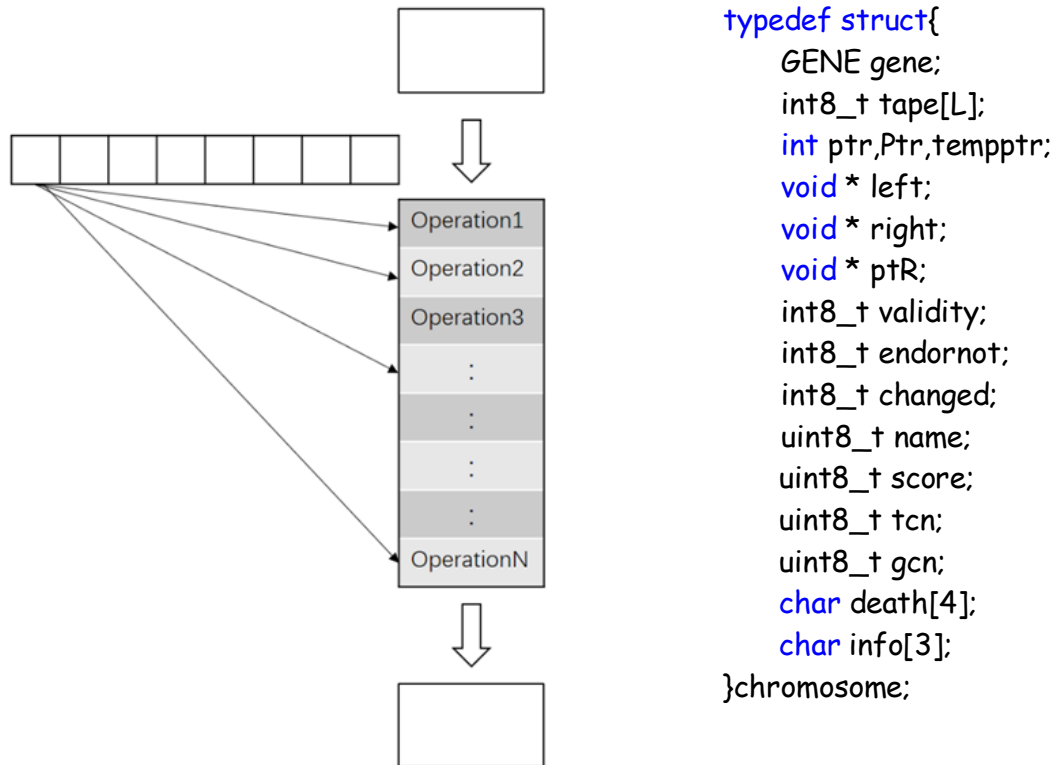 Operation1
Operation2
Operation3
:
:
:
:
OperationN
typedef struct{
GENE gene;
int8_t tape[L];
int ptr,Ptr,tempptr;
void * left;
void * right;
void * ptR;
int8_t validity;
int8_t endornot;
int8_t changed;
uint8_t name;
uint8_t score;
uint8_t tcn;
uint8_t gcn;
char death[4];
char info[3];
}chromosome;